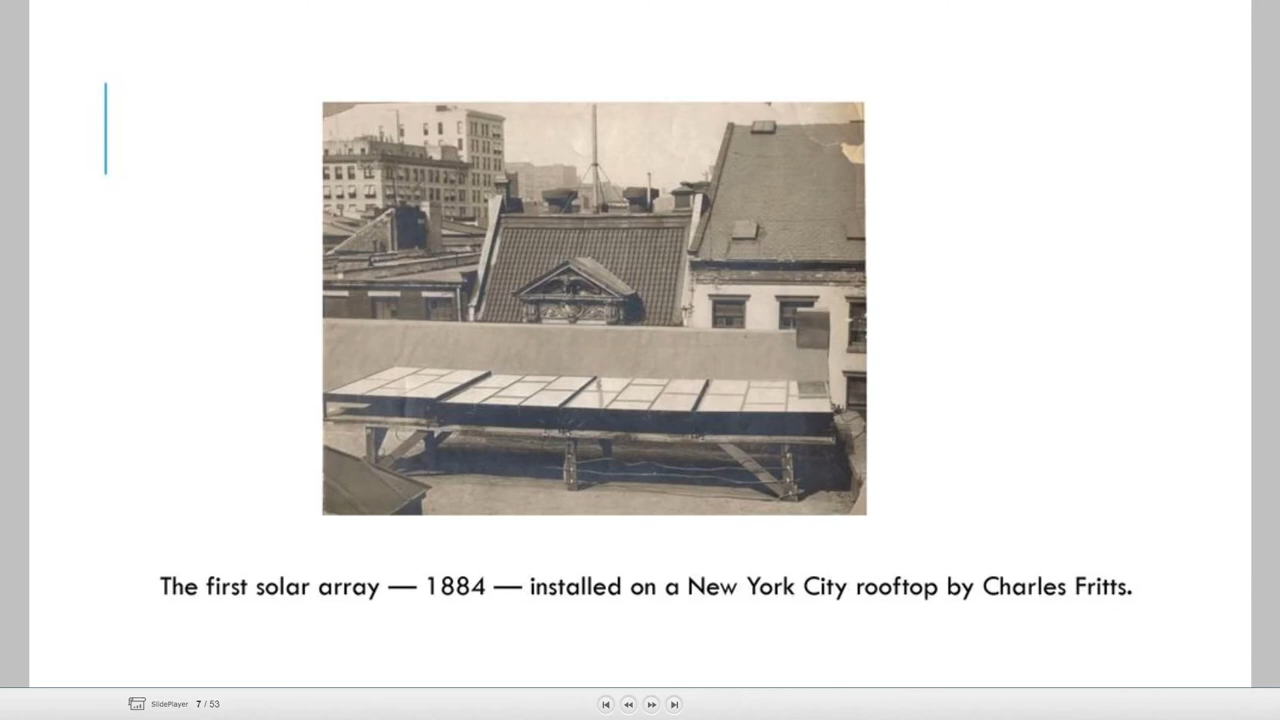 The first solar array — 1884 — installed on a New York City rooftop by Charles Fritts.
SlidePlayer 7 / 53